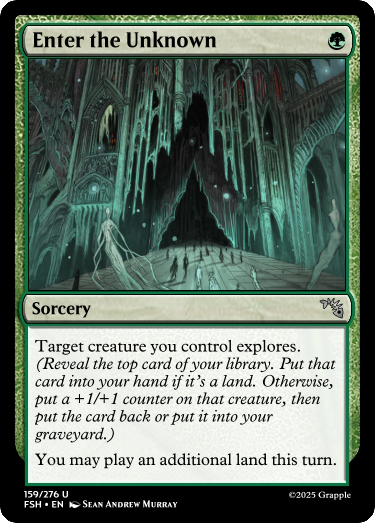 Enter the Unknown
Sorcery
Target creature you control explores.
(Reveal the top card of your library. Put that
card into your hand if it's a land. Otherwise,
put a +1/+1 counter on that creature, then
put the card back or put it into your
graveyard.)
You may play an additional land this turn.
159/276 U
FSH • EN Sean Andrew Murray
©2025 Grapple